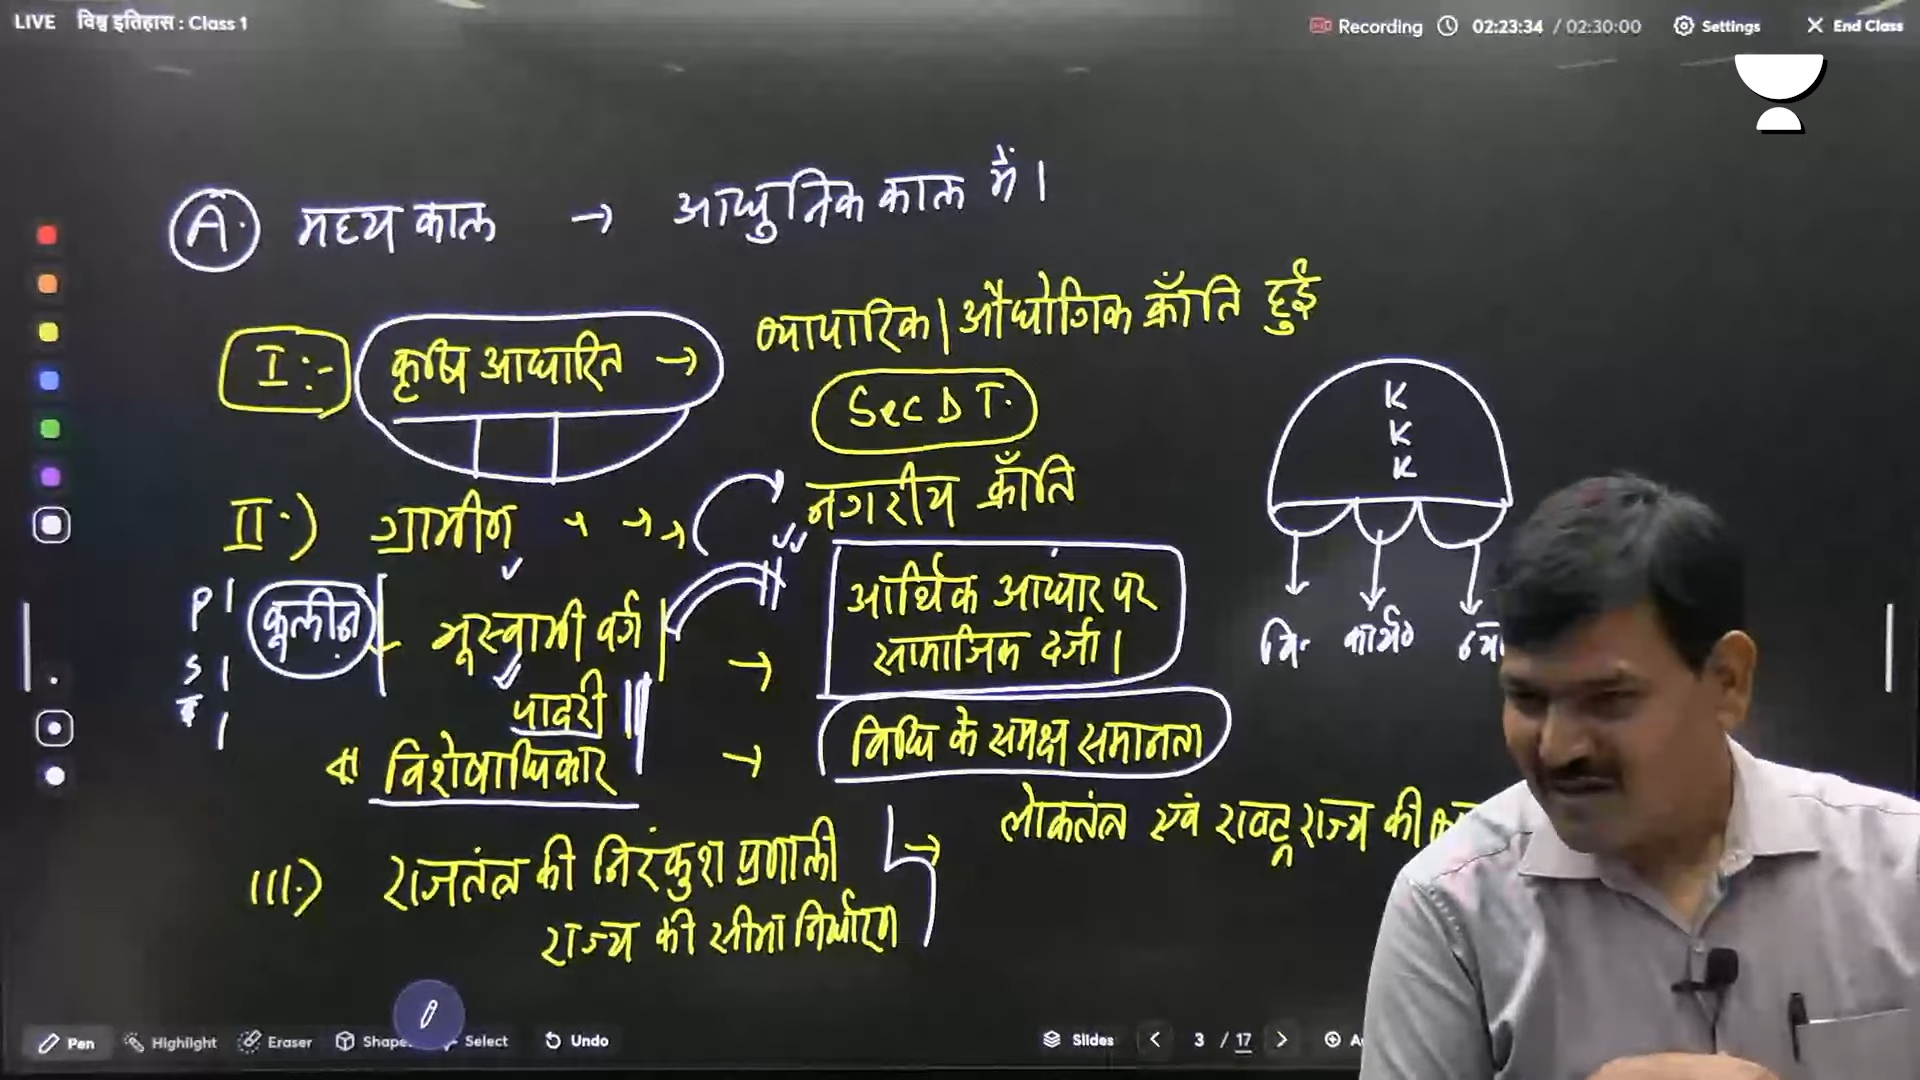 LIVE विश्व इतिहास : Class 1
Recording 02:23:34 / 02:30:00 Settings End Class
A. मध्य काल → आधुनिक काल में।
I :- कृषि आधारित → व्यापारिक/औद्योगिक क्राँति हुई
Sec D T.
K
K
K
II.) ग्रामीन → → → नगरीय क्राँति
P
S
कूलीन भूस्वामी वर्ग → आर्थिक आधार पर
सामाजिक दर्जा।
वि. कार्य०
पादरी
विशेषाधिकार → विधि के समक्ष समानता
III.) राजतंत्र की निरंकुश प्रणाली → लोकतंत्र एवं राष्ट्र राज्य की
राज्य की सीमा निर्धारण
Pen Highlight Eraser Shape Select Undo Slides 3 / 17